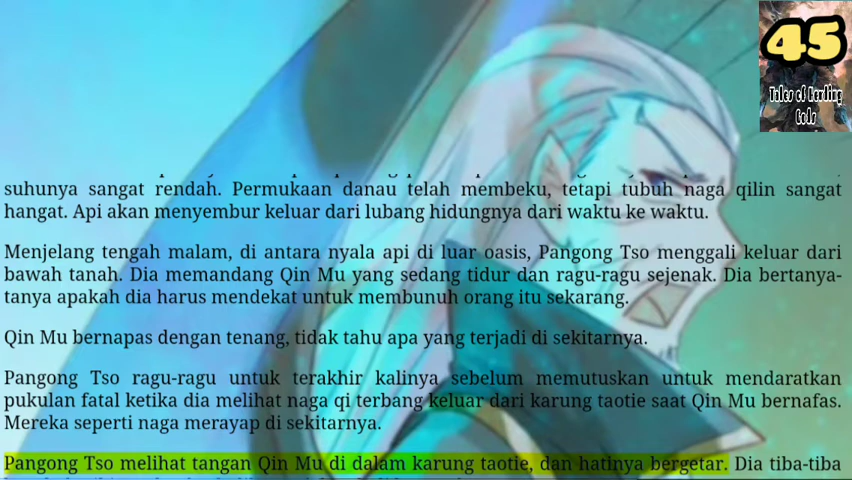 45
Tales of Herding
Gods
suhunya sangat rendah. Permukaan danau telah membeku, tetapi tubuh naga qilin sangat
hangat. Api akan menyembur keluar dari lubang hidungnya dari waktu ke waktu.
Menjelang tengah malam, di antara nyala api di luar oasis, Pangong Tso menggali keluar dari
bawah tanah. Dia memandang Qin Mu yang sedang tidur dan ragu-ragu sejenak. Dia bertanya-
tanya apakah dia harus mendekat untuk membunuh orang itu sekarang.
Qin Mu bernapas dengan tenang, tidak tahu apa yang terjadi di sekitarnya.
Pangong Tso ragu-ragu untuk terakhir kalinya sebelum memutuskan untuk mendaratkan
pukulan fatal ketika dia melihat naga qi terbang keluar dari karung taotie saat Qin Mu bernafas.
Mereka seperti naga merayap di sekitarnya.
Pangong Tso melihat tangan Qin Mu di dalam karung taotie, dan hatinya bergetar. Dia tiba-tiba